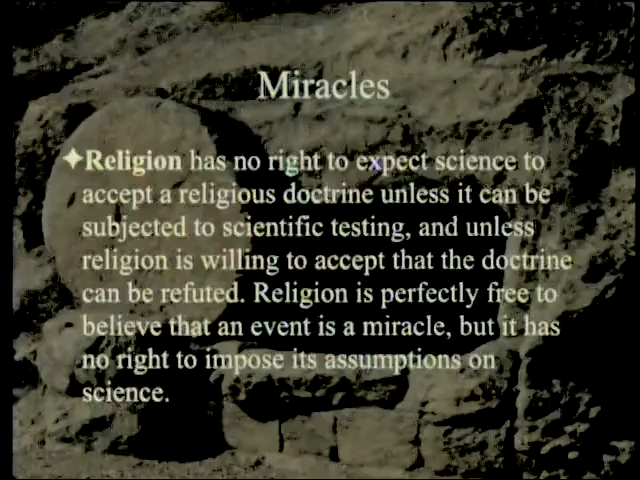 Miracles
✦Religion has no right to expect science to
accept a religious doctrine unless it can be
subjected to scientific testing, and unless
religion is willing to accept that the doctrine
can be refuted. Religion is perfectly free to
believe that an event is a miracle, but it has
no right to impose its assumptions on
science.